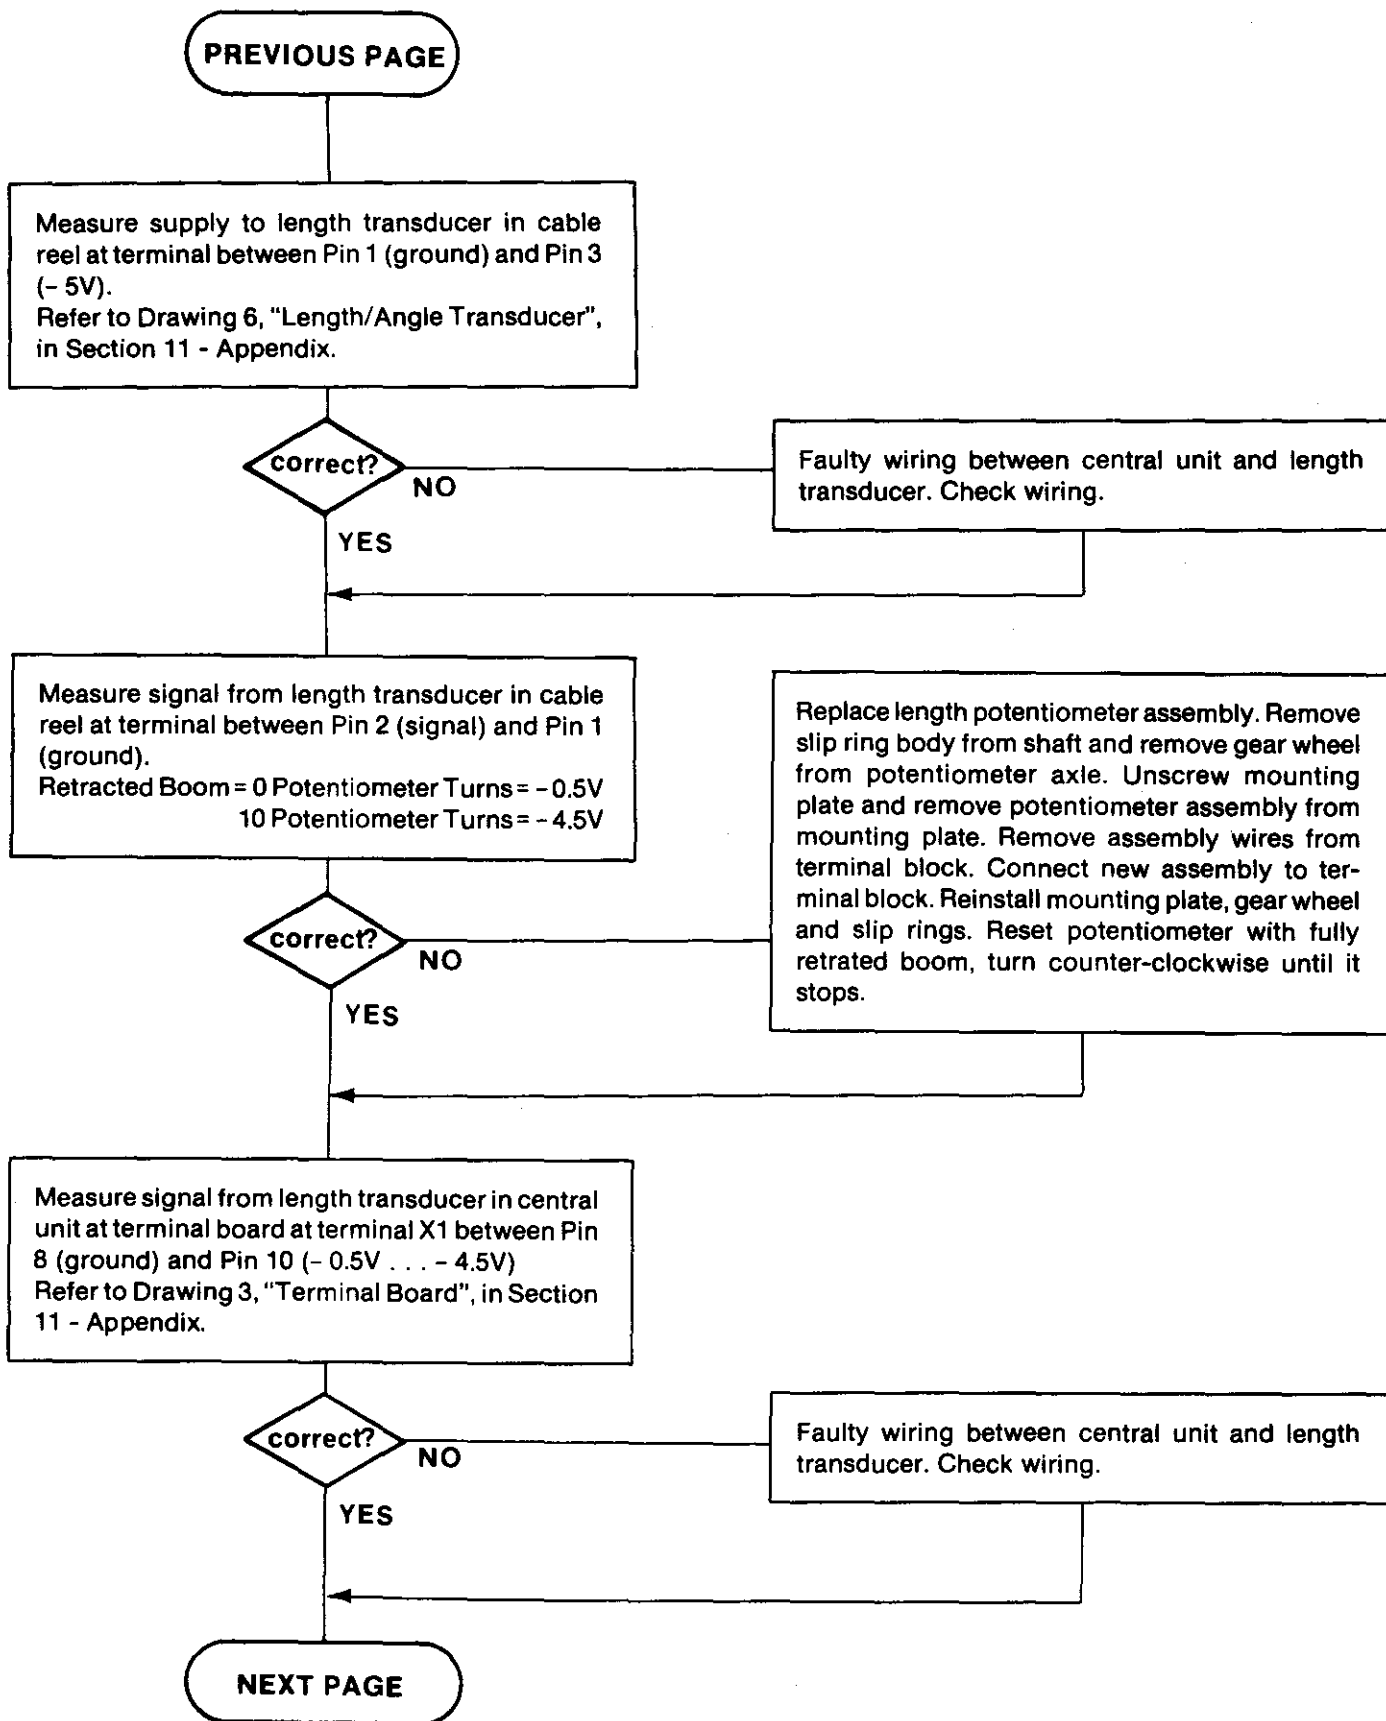 PREVIOUS PAGE
Measure supply to length transducer in cable
reel at terminal between Pin 1 (ground) and Pin 3
(- 5V).
Refer to Drawing 6, "Length/Angle Transducer",
in Section 11 - Appendix.
correct?
NO
YES
Faulty wiring between central unit and length
transducer. Check wiring.
Measure signal from length transducer in cable
reel at terminal between Pin 2 (signal) and Pin 1
(ground).
Retracted Boom = 0 Potentiometer Turns = - 0.5V
10 Potentiometer Turns = - 4.5V
correct?
NO
YES
Replace length potentiometer assembly. Remove
slip ring body from shaft and remove gear wheel
from potentiometer axle. Unscrew mounting
plate and remove potentiometer assembly from
mounting plate. Remove assembly wires from
terminal block. Connect new assembly to ter-
minal block. Reinstall mounting plate, gear wheel
and slip rings. Reset potentiometer with fully
retrated boom, turn counter-clockwise until it
stops.
Measure signal from length transducer in central
unit at terminal board at terminal X1 between Pin
8 (ground) and Pin 10 (- 0.5V . . . - 4.5V)
Refer to Drawing 3, "Terminal Board", in Section
11 - Appendix.
correct?
NO
YES
Faulty wiring between central unit and length
transducer. Check wiring.
NEXT PAGE